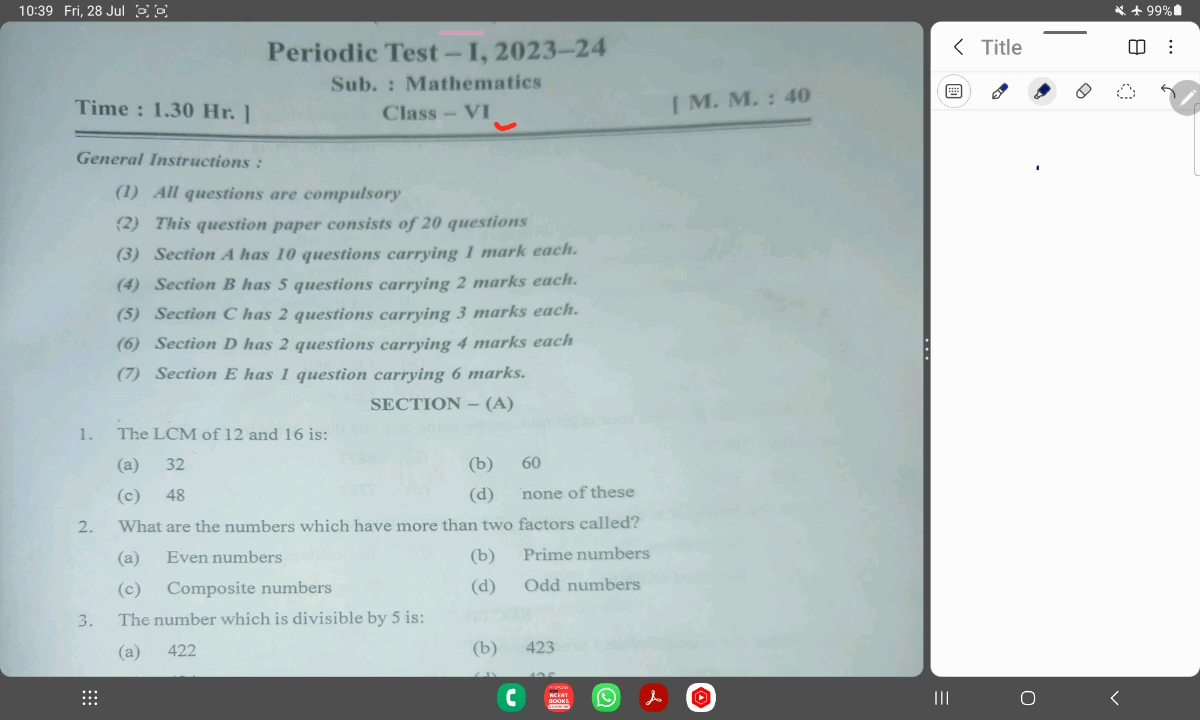 10:39 Fri, 28 Jul
99%
Periodic Test – I, 2023–24
Sub. : Mathematics
Time : 1.30 Hr. ]
Class – VI
[ M. M. : 40
General Instructions :
(1) All questions are compulsory
(2) This question paper consists of 20 questions
(3) Section A has 10 questions carrying 1 mark each.
(4) Section B has 5 questions carrying 2 marks each.
(5) Section C has 2 questions carrying 3 marks each.
(6) Section D has 2 questions carrying 4 marks each
(7) Section E has 1 question carrying 6 marks.
SECTION – (A)
1. The LCM of 12 and 16 is:
(a) 32 (b) 60
(c) 48 (d) none of these
2. What are the numbers which have more than two factors called?
(a) Even numbers (b) Prime numbers
(c) Composite numbers (d) Odd numbers
3. The number which is divisible by 5 is:
(a) 422 (b) 423
Title
NCERT
BOOKS